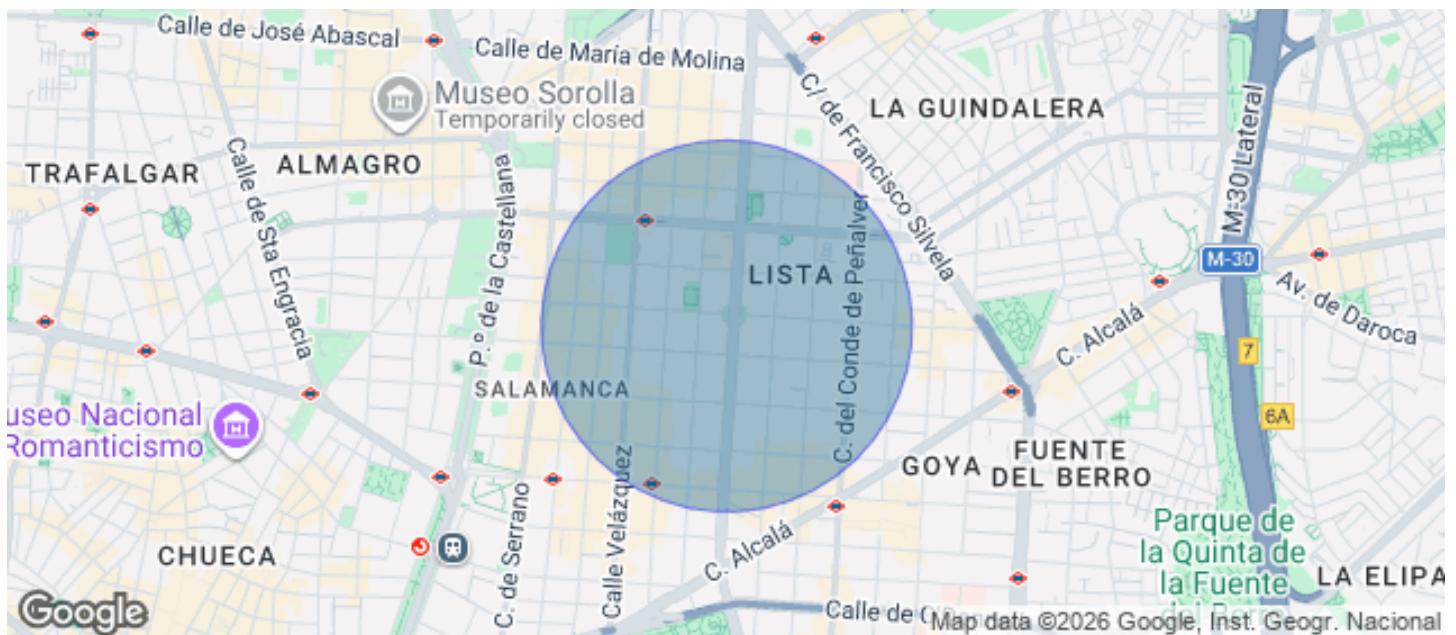 Calle de José Abascal
Calle de María de Molina
Museo Sorolla
Temporarily closed
C/ de Francisco Silvela
LA GUINDALERA
M-30 Lateral
TRAFALGAR
ALMAGRO
Calle de Sta Engracia
P.º de la Castellana
LISTA
C. del Conde de Peñalver
M-30
Av. de Daroca
C. Alcalá
7
SALAMANCA
6A
useo Nacional
Romanticismo
Calle Velázquez
C. de Serrano
GOYA
FUENTE
DEL BERRO
CHUECA
C. Alcalá
Parque de
la Quinta de
la Fuente
LA ELIPA
Calle de
Google
Map data ©2026 Google, Inst. Geogr. Nacional